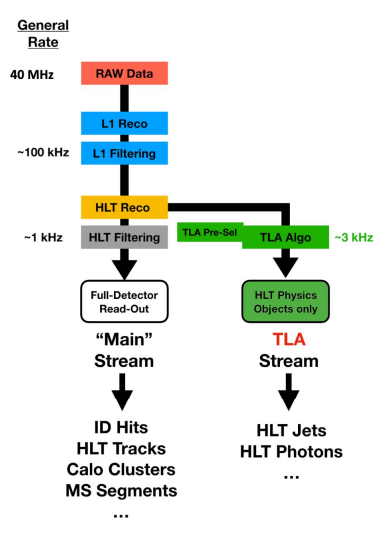 General
Rate
40 MHz
RAW Data
L1 Reco
~100 kHz
L1 Filtering
HLT Reco
~1 kHz
HLT Filtering
TLA Pre-Sel
TLA Algo
~3 kHz
Full-Detector
Read-Out
HLT Physics
Objects only
“Main”
Stream
TLA
Stream
ID Hits
HLT Tracks
Calo Clusters
MS Segments
...
HLT Jets
HLT Photons
...